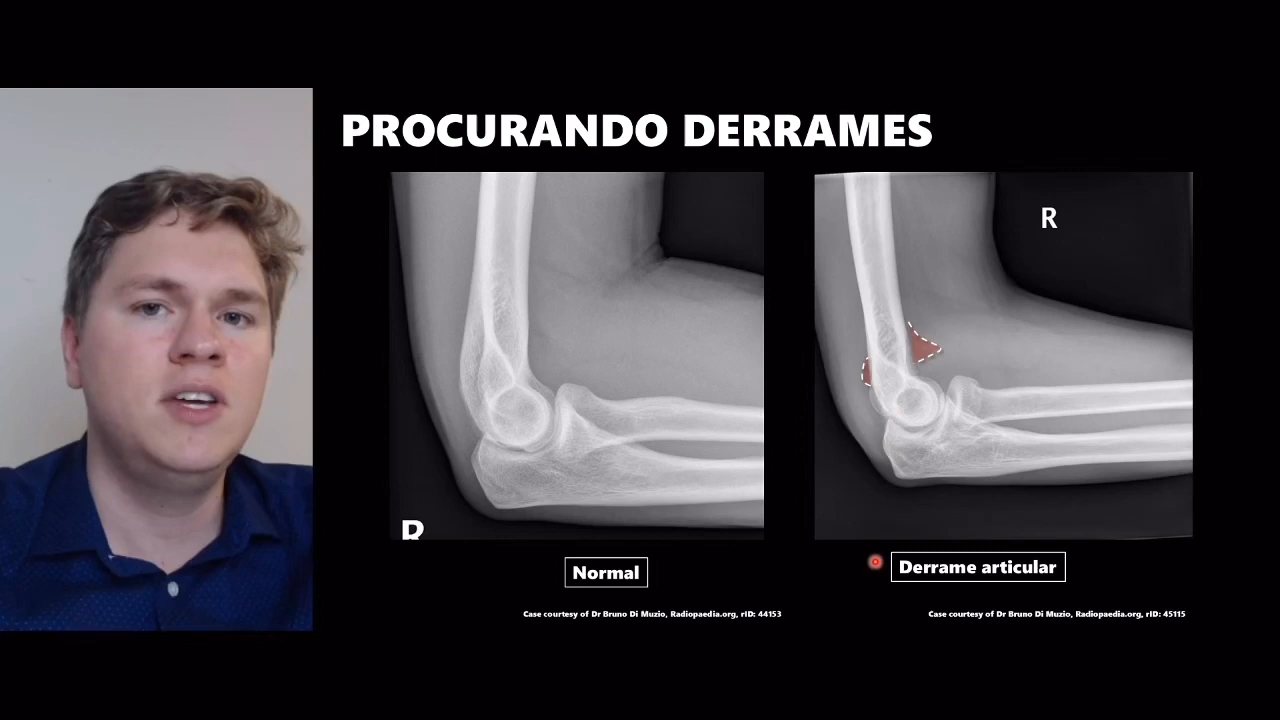 PROCURANDO DERRAMES
R
R
Normal
Derrame articular
Case courtesy of Dr Bruno Di Muzio, Radiopaedia.org, rID: 44153
Case courtesy of Dr Bruno Di Muzio, Radiopaedia.org, rID: 45115